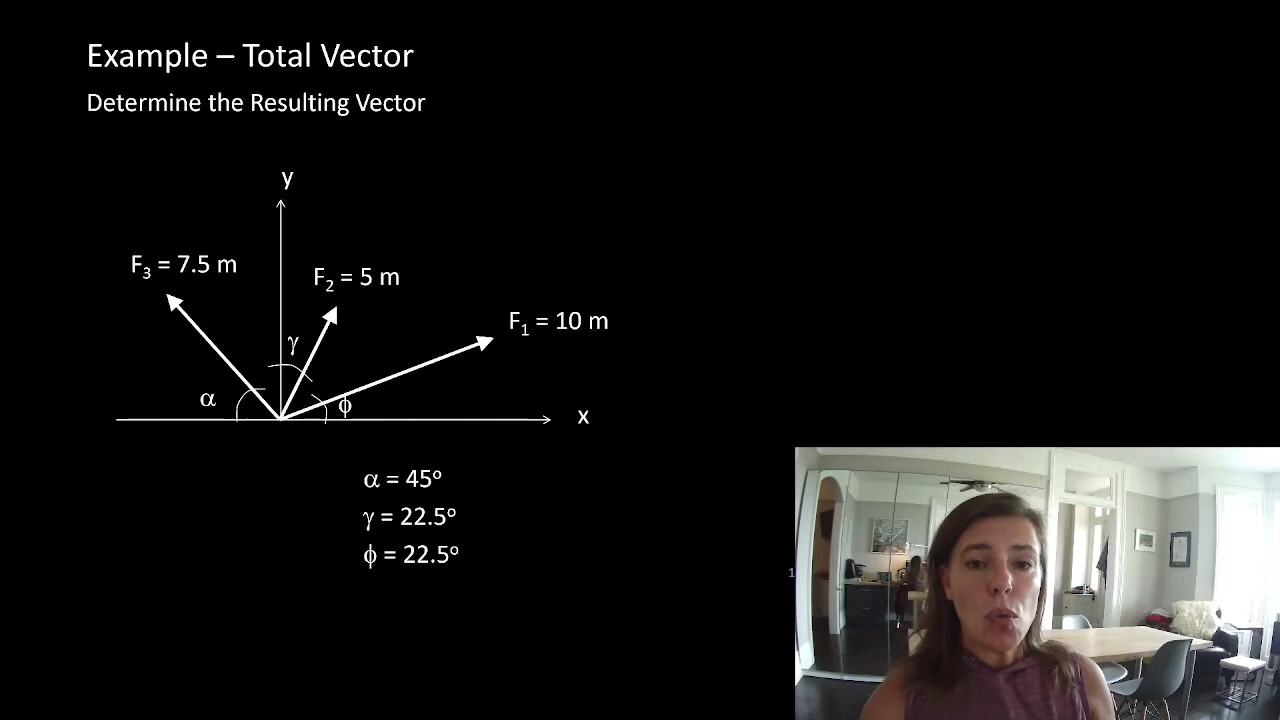 Example – Total Vector
Determine the Resulting Vector
y
F₃ = 7.5 m
F₂ = 5 m
F₁ = 10 m
γ
α
ϕ
x
α = 45º
γ = 22.5º
ϕ = 22.5º
1